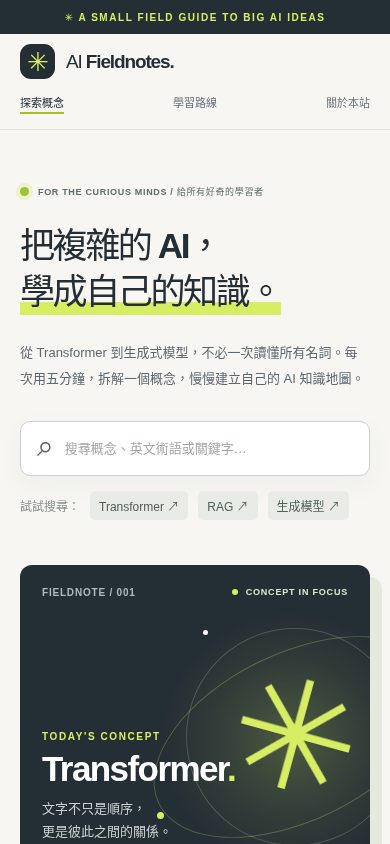 ✳ A SMALL FIELD GUIDE TO BIG AI IDEAS
AI Fieldnotes.
探索概念 學習路線 關於本站
FOR THE CURIOUS MINDS / 給所有好奇的學習者
把複雜的 AI，
學成自己的知識。
從 Transformer 到生成式模型，不必一次讀懂所有名詞。每
次用五分鐘，拆解一個概念，慢慢建立自己的 AI 知識地圖。
搜尋概念、英文術語或關鍵字…
試試搜尋： Transformer ↗ RAG ↗ 生成模型 ↗
FIELDNOTE / 001 CONCEPT IN FOCUS
TODAY'S CONCEPT
Transformer.
文字不只是順序，
更是彼此之間的關係。